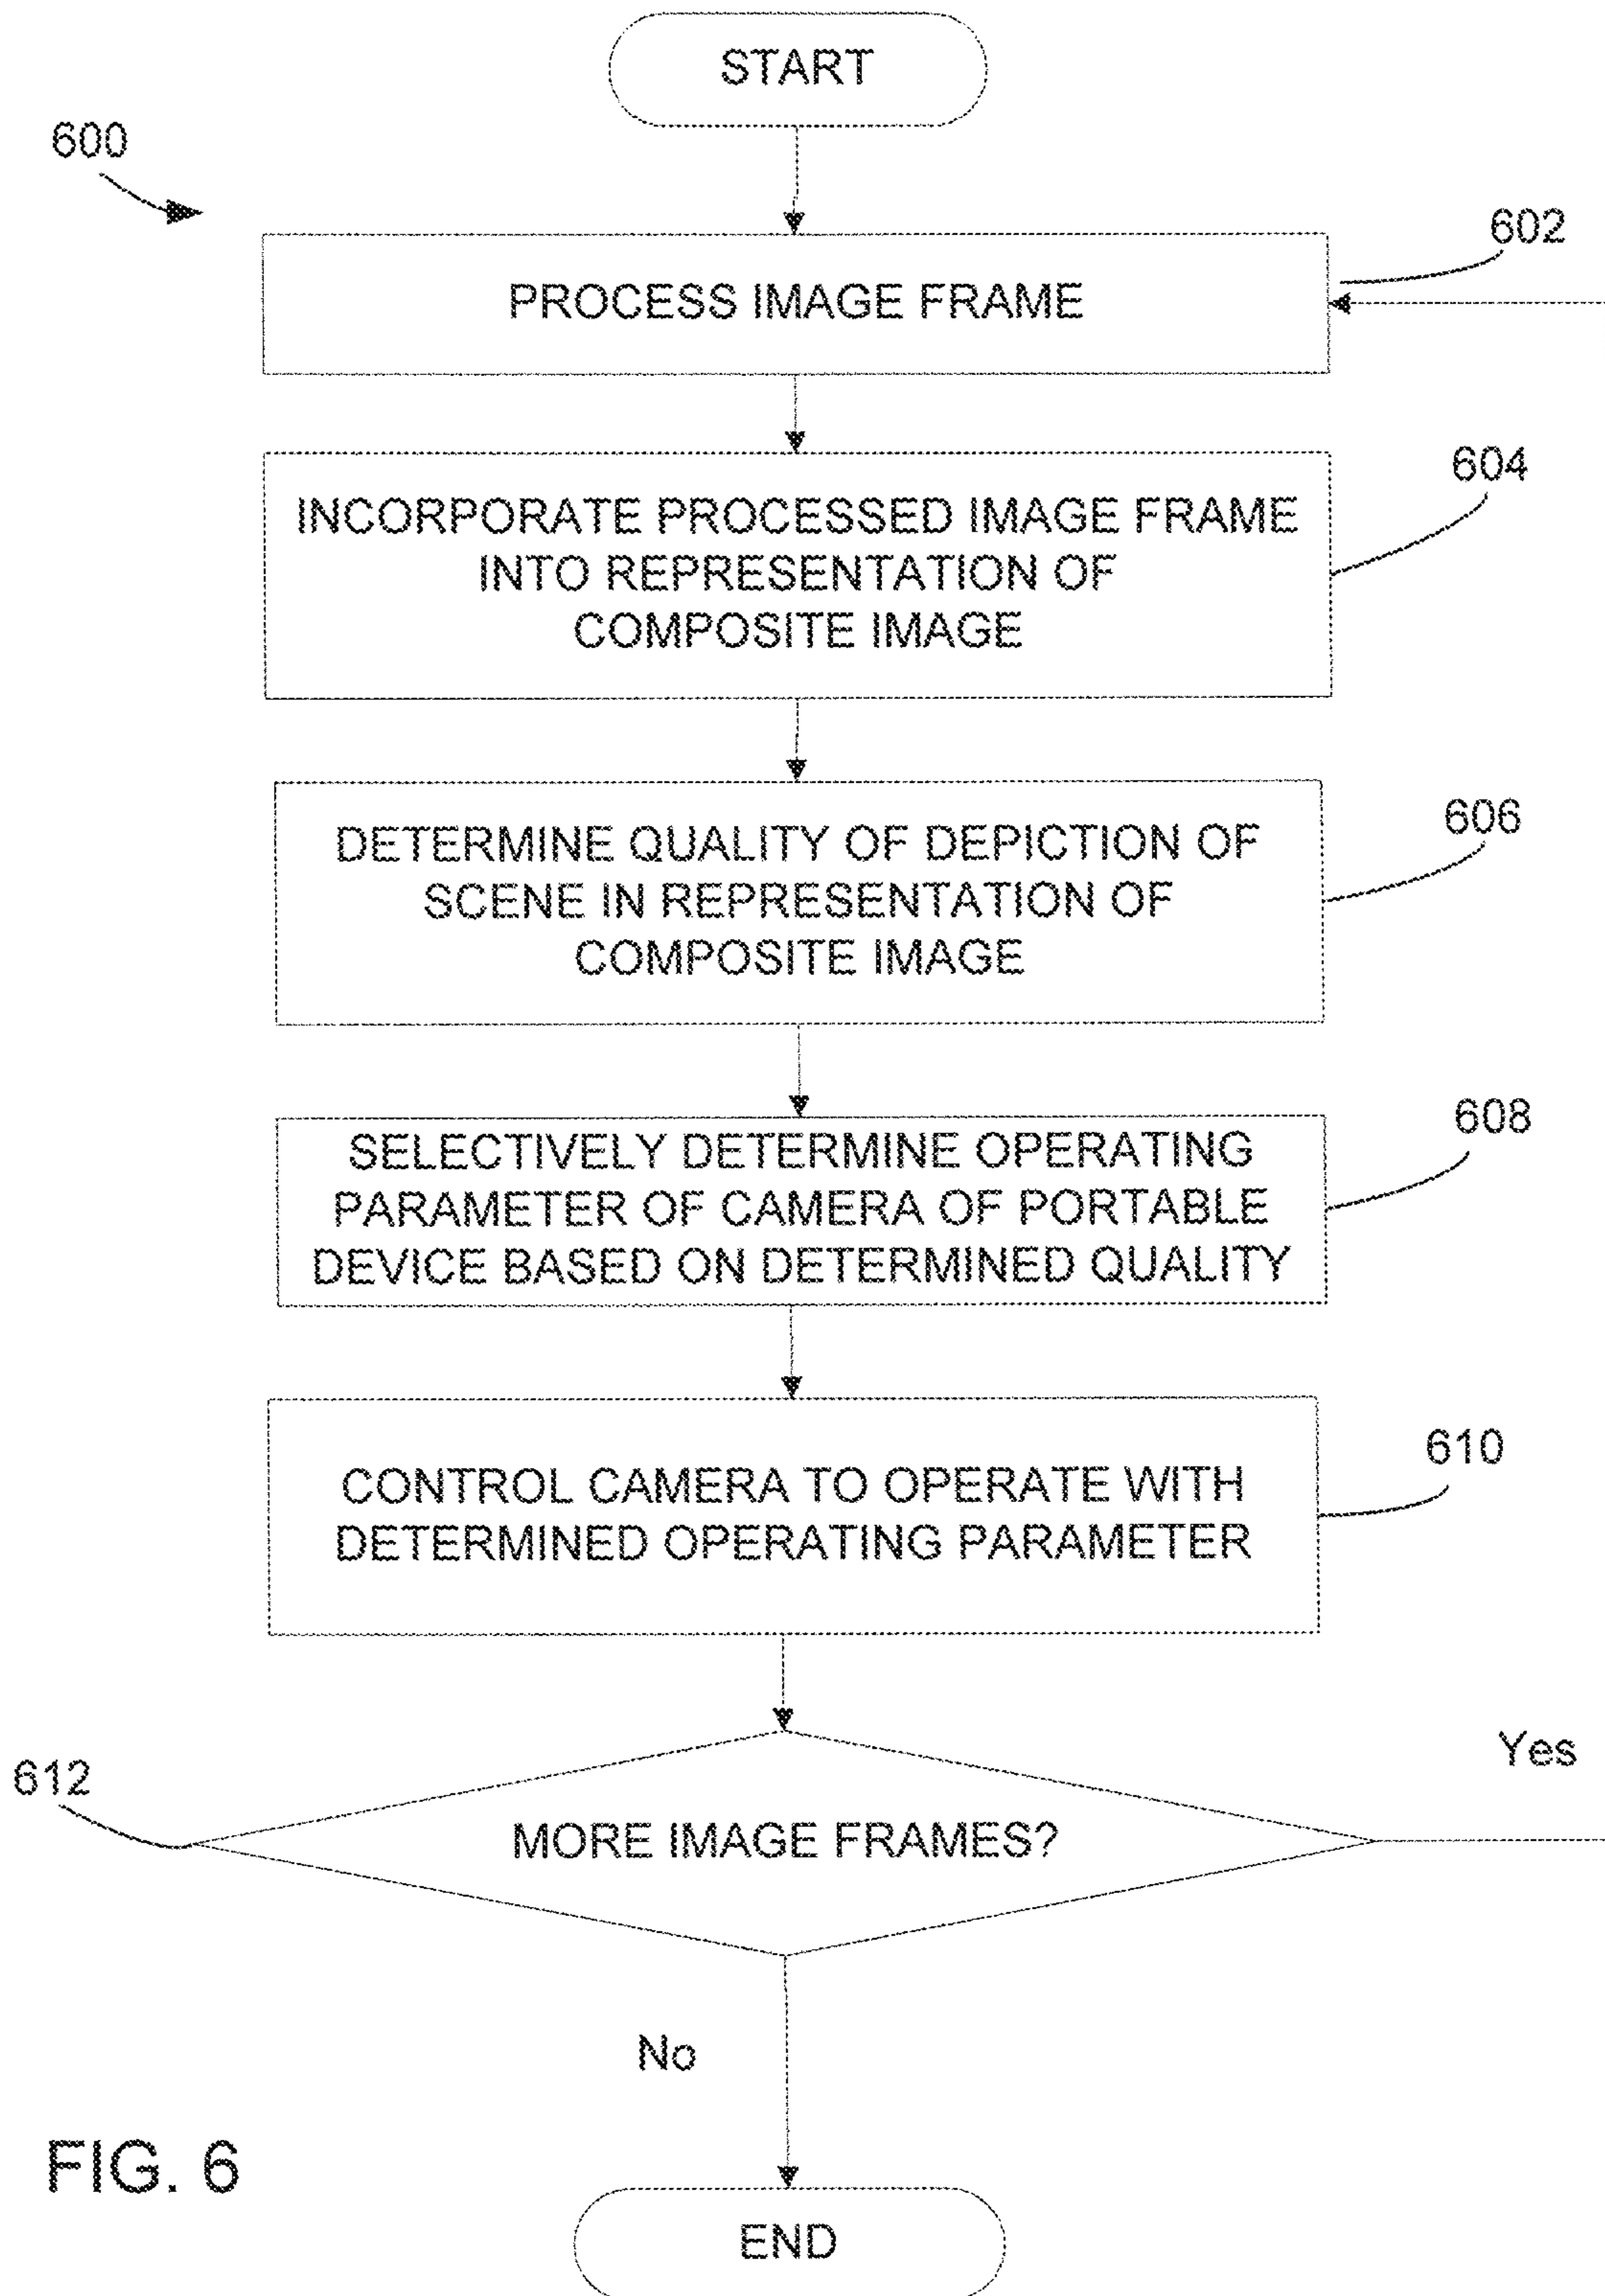 START
600
602
PROCESS IMAGE FRAME
604
INCORPORATE PROCESSED IMAGE FRAME
INTO REPRESENTATION OF
COMPOSITE IMAGE
606
DETERMINE QUALITY OF DEPICTION OF
SCENE IN REPRESENTATION OF
COMPOSITE IMAGE
608
SELECTIVELY DETERMINE OPERATING
PARAMETER OF CAMERA OF PORTABLE
DEVICE BASED ON DETERMINED QUALITY
610
CONTROL CAMERA TO OPERATE WITH
DETERMINED OPERATING PARAMETER
612
Yes
MORE IMAGE FRAMES?
No
FIG. 6
END